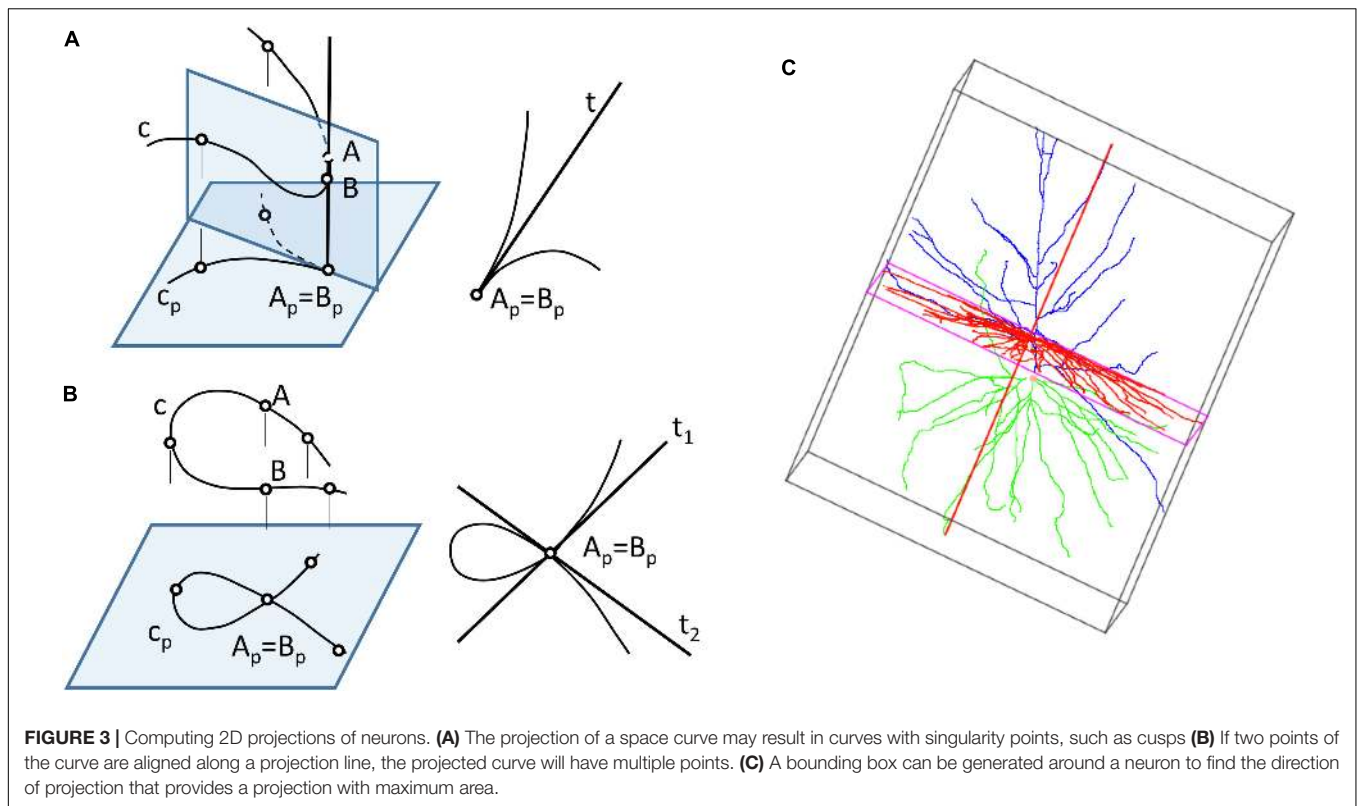 A
t
C
A
B
A_p=B_p
c_p
A_p=B_p
B
c
A
B
t_1
A_p=B_p
c_p
A_p=B_p
t_2
C
FIGURE 3 | Computing 2D projections of neurons. (A) The projection of a space curve may result in curves with singularity points, such as cusps (B) If two points of
the curve are aligned along a projection line, the projected curve will have multiple points. (C) A bounding box can be generated around a neuron to find the direction
of projection that provides a projection with maximum area.